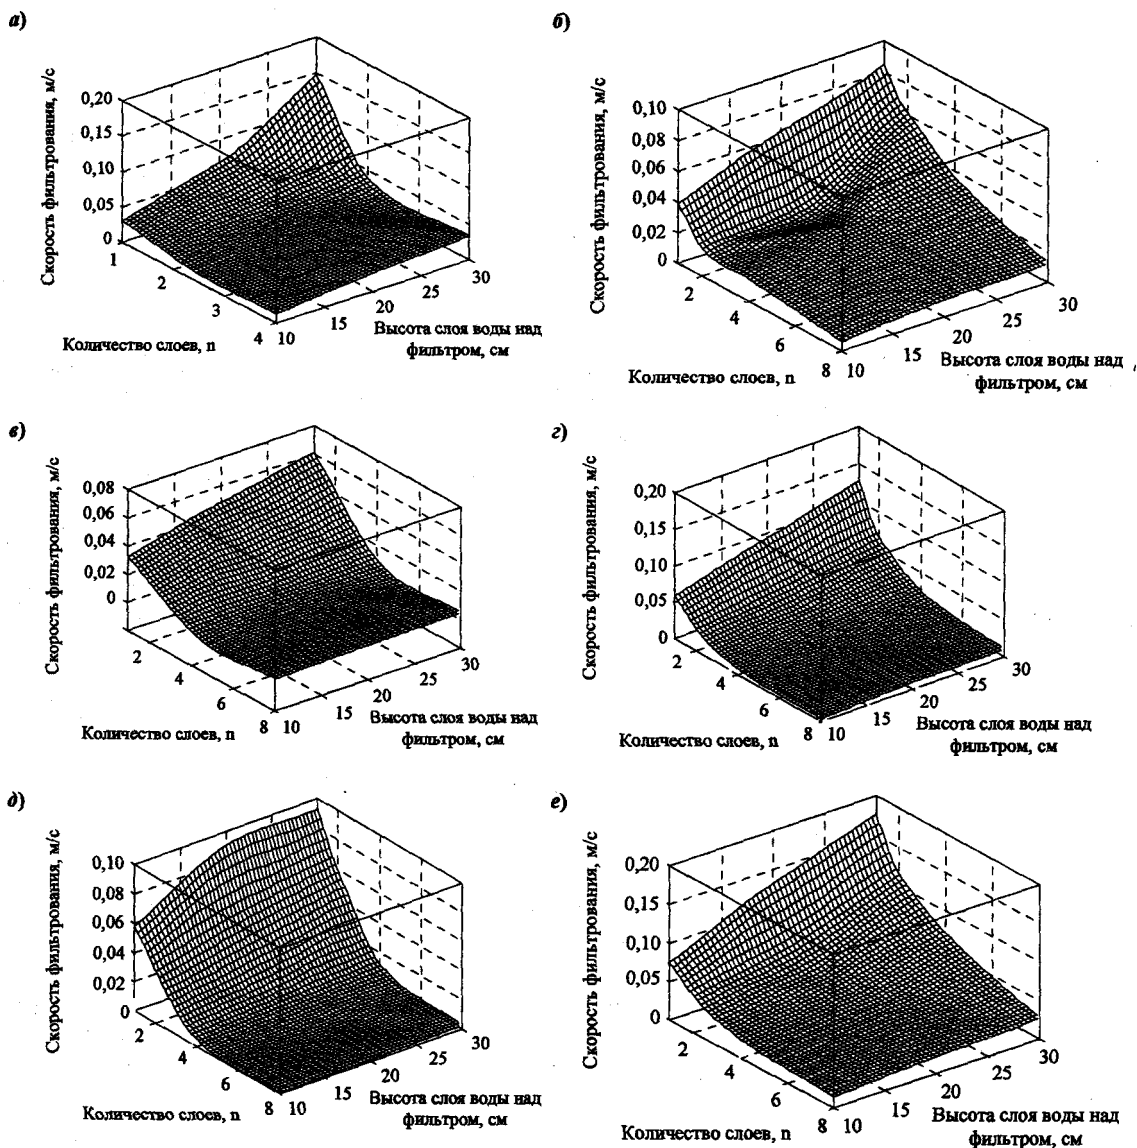 а)
Скорость фильтрования, м/с
0,20
0,15
0,10
0,05
0
1
2
3
4
10
15
20
25
30
Количество слоев, n
Высота слоя воды над
фильтром, см
б)
Скорость фильтрования, м/с
0,10
0,08
0,06
0,04
0,02
0
2
4
6
8
10
15
20
25
30
Количество слоев, n
Высота слоя воды над
фильтром, см
в)
Скорость фильтрования, м/с
0,08
0,06
0,04
0,02
0
2
4
6
8
10
15
20
25
30
Количество слоев, n
Высота слоя воды над
фильтром, см
г)
Скорость фильтрования, м/с
0,20
0,15
0,10
0,05
0
2
4
6
8
10
15
20
25
30
Количество слоев, n
Высота слоя воды над
фильтром, см
д)
Скорость фильтрования, м/с
0,10
0,08
0,06
0,04
0,02
0
2
4
6
8
10
15
20
25
30
Количество слоев, n
Высота слоя воды над
фильтром, см
е)
Скорость фильтрования, м/с
0,20
0,15
0,10
0,05
0
2
4
6
8
10
15
20
25
30
Количество слоев, n
Высота слоя воды над
фильтром, см